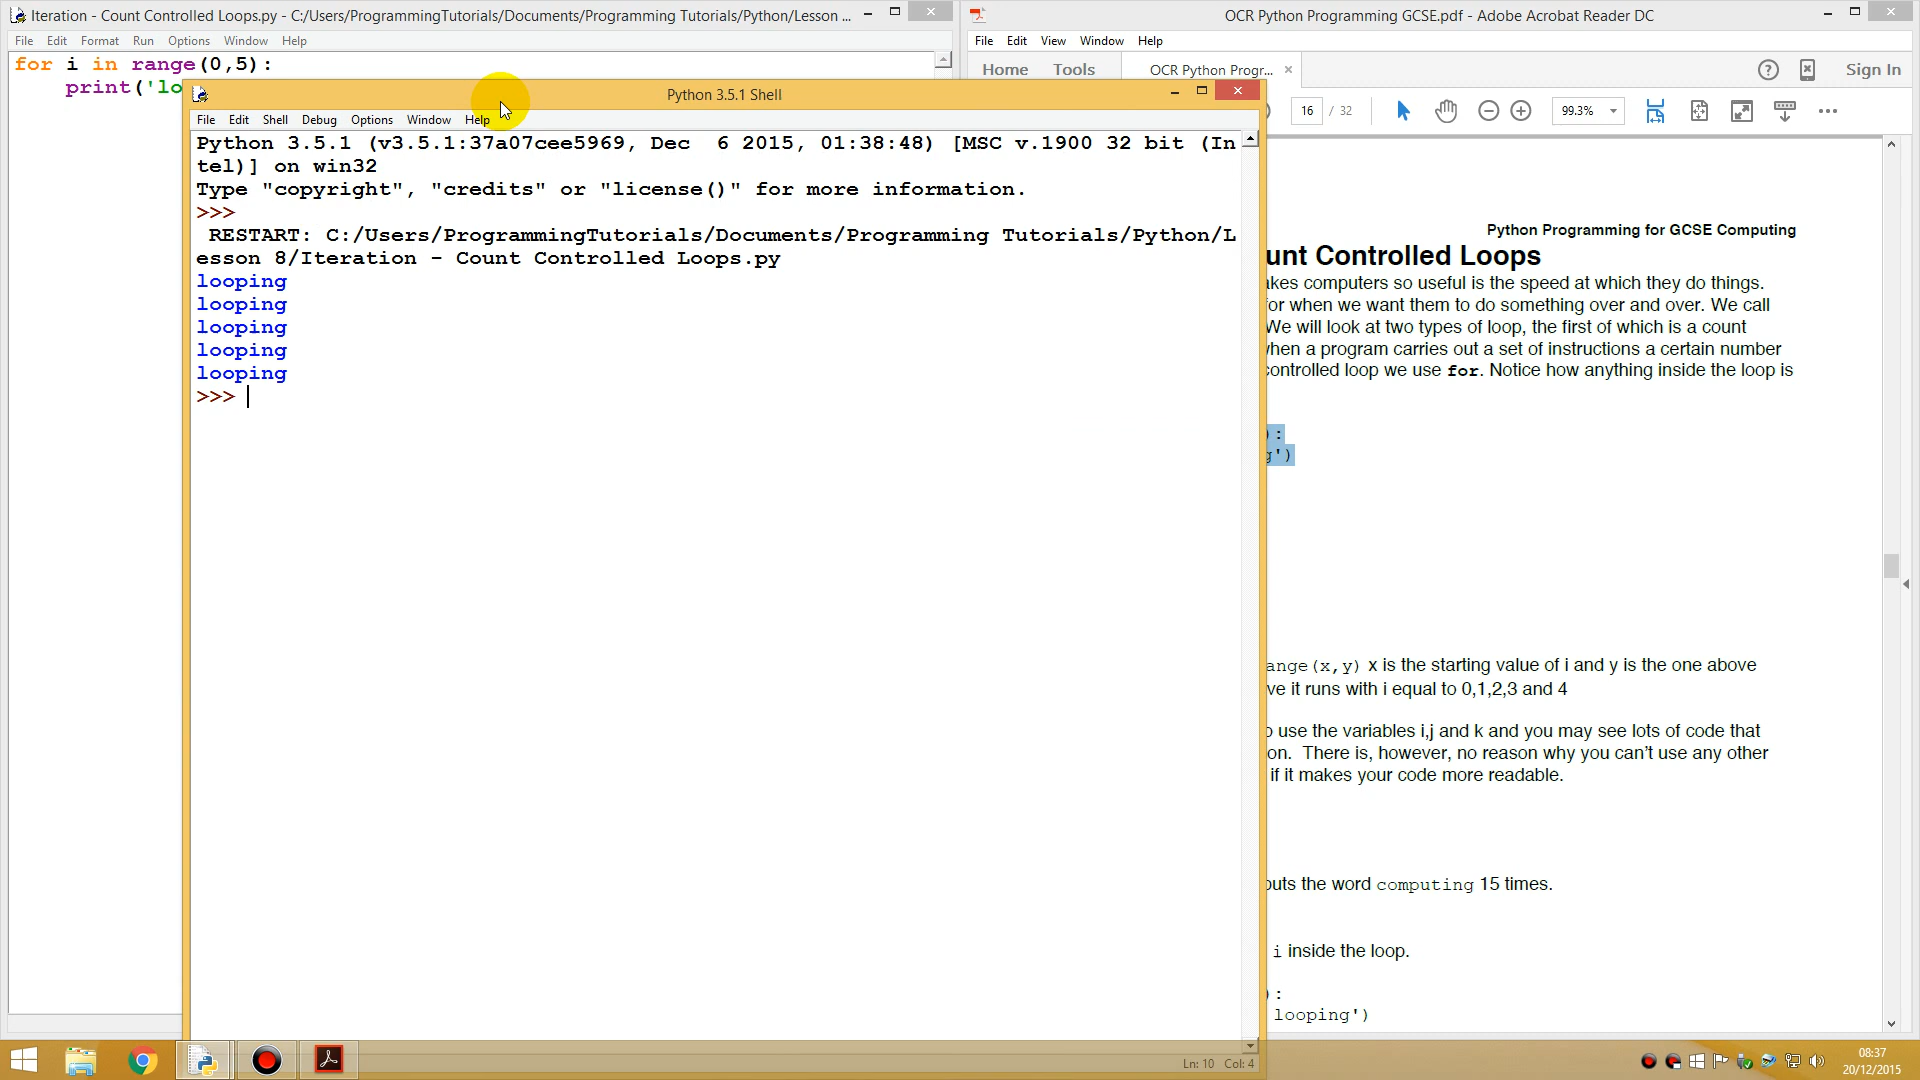 Iteration - Count Controlled Loops.py - C:/Users/ProgrammingTutorials/Documents/Programming Tutorials/Python/Lesson ...
File Edit Format Run Options Window Help
for i in range(0,5):
print('lo
Python 3.5.1 Shell
File Edit Shell Debug Options Window Help
Python 3.5.1 (v3.5.1:37a07cee5969, Dec  6 2015, 01:38:48) [MSC v.1900 32 bit (In
tel)] on win32
Type "copyright", "credits" or "license()" for more information.
>>>
RESTART: C:/Users/ProgrammingTutorials/Documents/Programming Tutorials/Python/L
esson 8/Iteration - Count Controlled Loops.py
looping
looping
looping
looping
looping
>>>
Ln: 10 Col: 4
OCR Python Programming GCSE.pdf - Adobe Acrobat Reader DC
File Edit View Window Help
Home Tools OCR Python Progr... × Sign In
16 / 32 99.3%
Python Programming for GCSE Computing
unt Controlled Loops
akes computers so useful is the speed at which they do things.
for when we want them to do something over and over. We call
We will look at two types of loop, the first of which is a count
when a program carries out a set of instructions a certain number
controlled loop we use for. Notice how anything inside the loop is
):
g')
ange(x,y) x is the starting value of i and y is the one above
ve it runs with i equal to 0,1,2,3 and 4
o use the variables i,j and k and you may see lots of code that
on. There is, however, no reason why you can't use any other
if it makes your code more readable.
puts the word computing 15 times.
i inside the loop.
):
looping')
08:37
20/12/2015